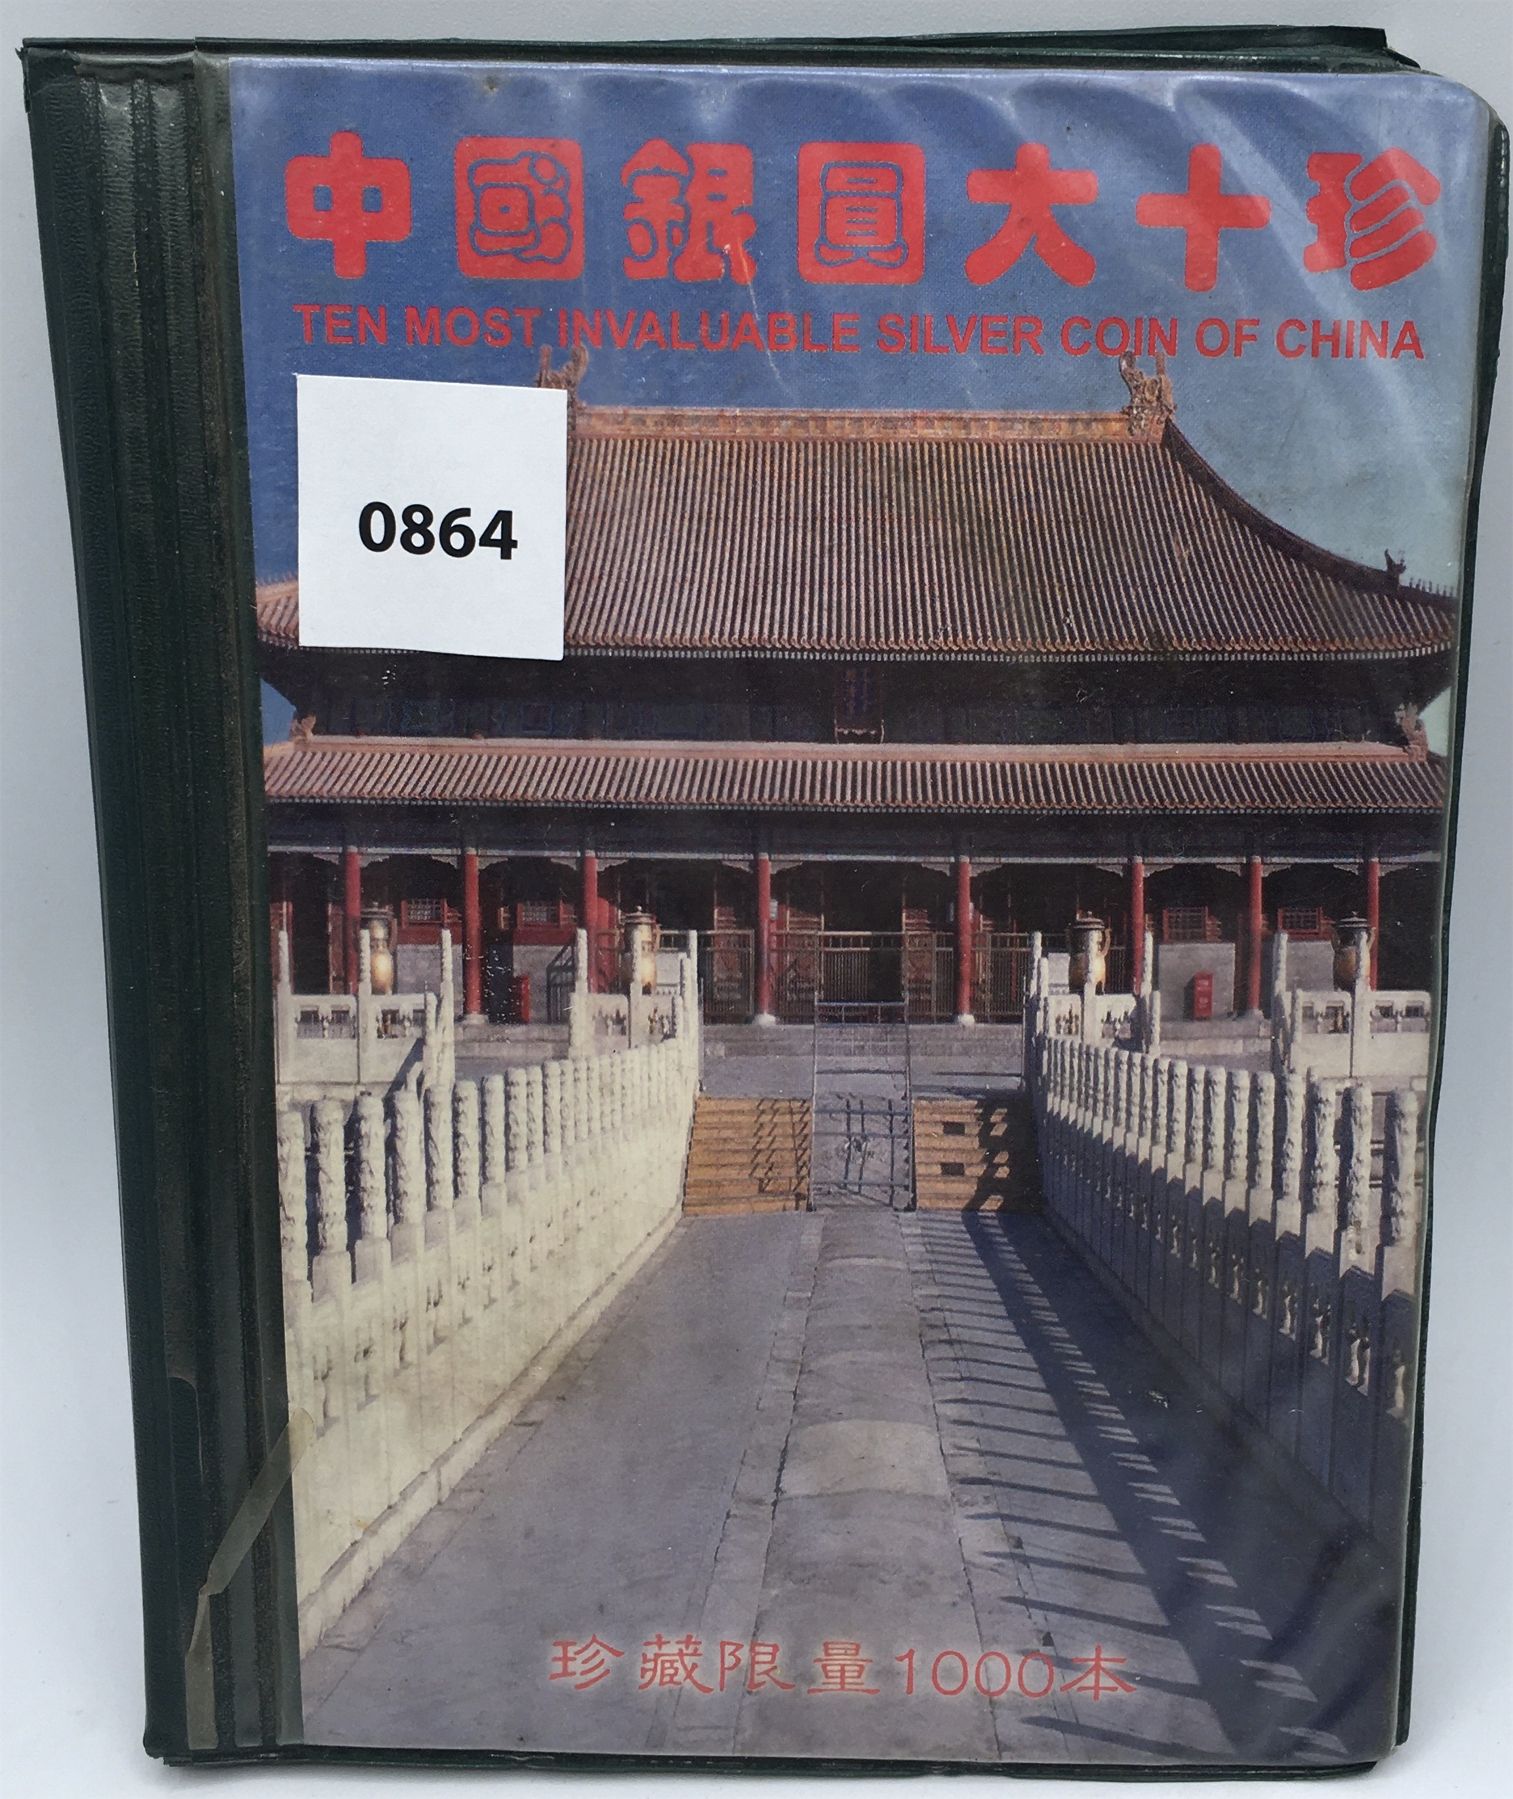 中國銀圓大十珍
TEN MOST INVALUABLE SILVER COIN OF CHINA
0864
珍藏限量1000本